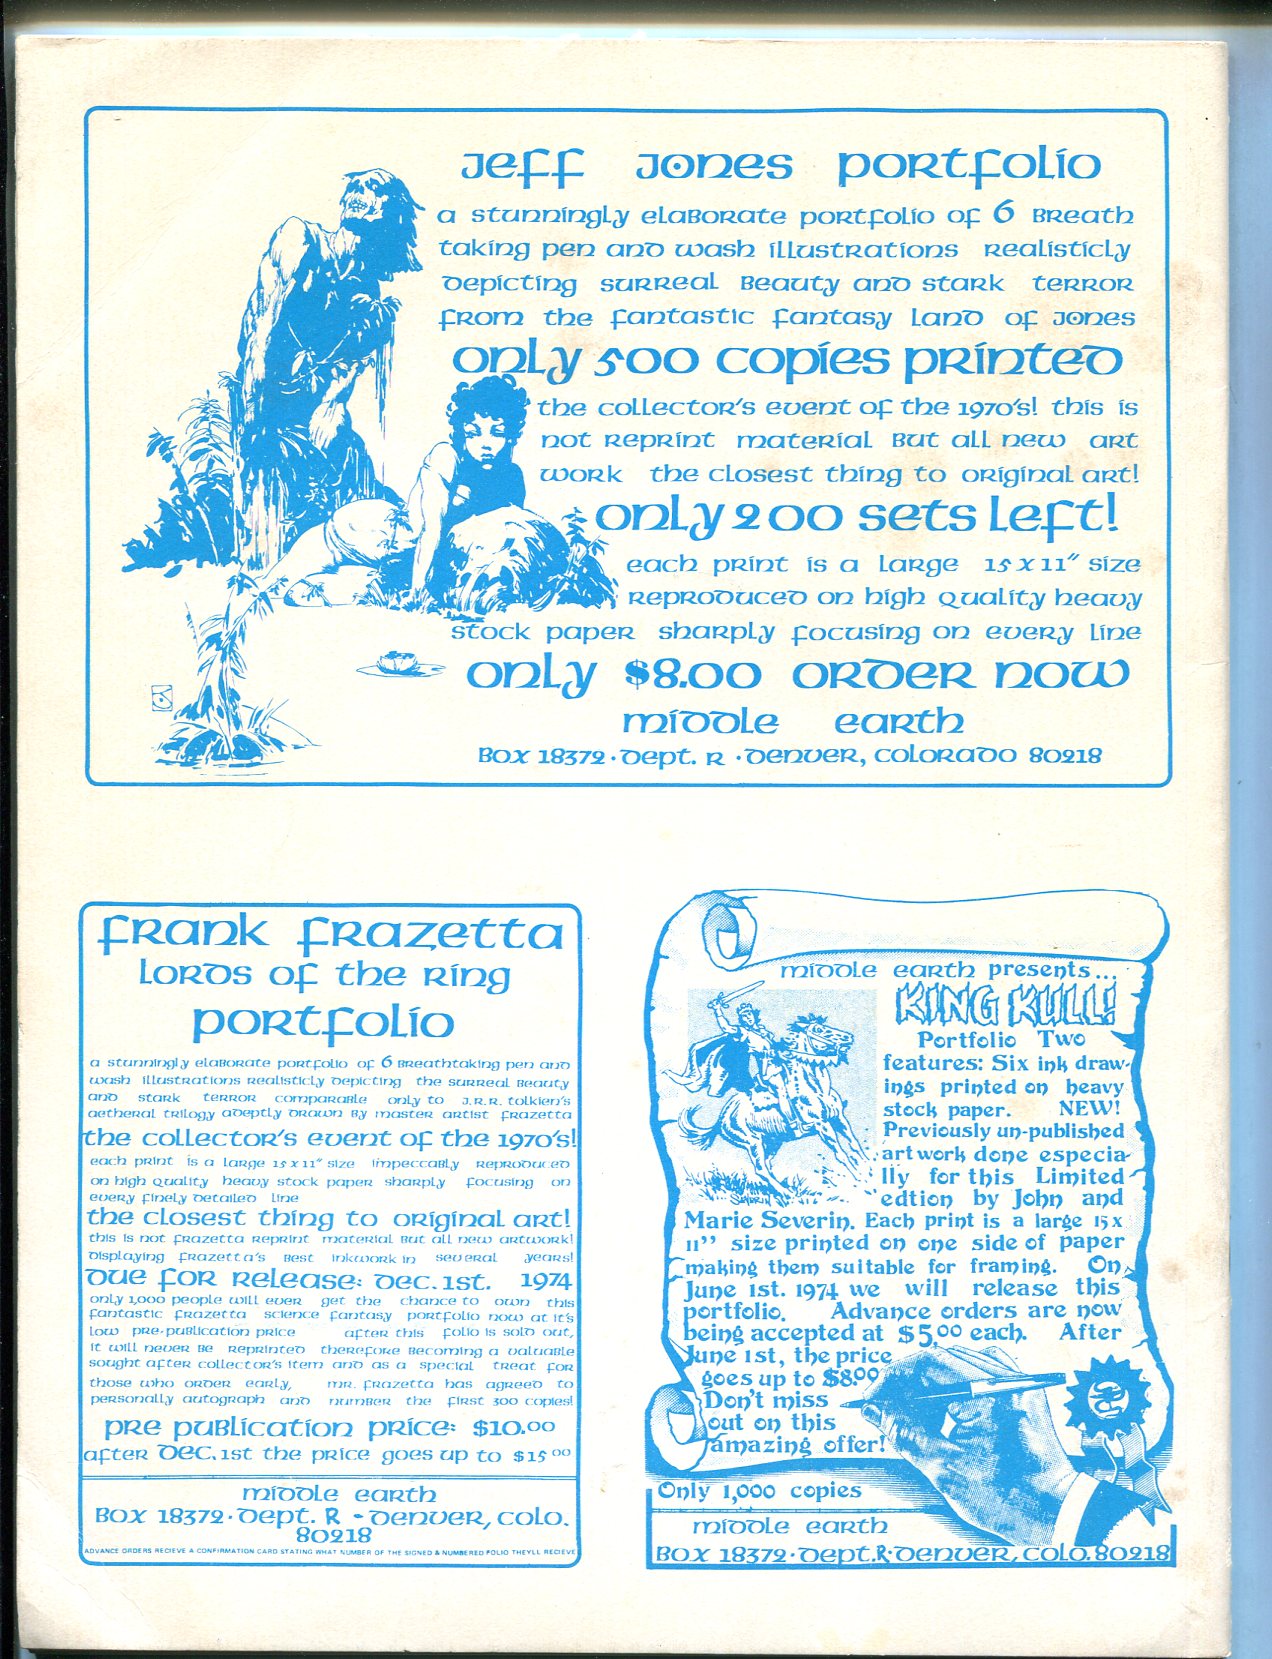 Jeff Jones Portfolio
a stunningly elaborate portfolio of 6 breath
taking pen and wash illustrations realisticly
depicting surreal beauty and stark terror
from the fantastic fantasy land of Jones
only 500 copies printed
the collector's event of the 1970's! this is
not reprint material but all new art
work the closest thing to original art!
only 200 sets left!
each print is a large 15 x 11" size
reproduced on high quality heavy
stock paper sharply focusing on every line
only $8.00 order now
middle earth
Box 18372 · Dept. R · Denver, Colorado 80218
Frank Frazetta
Lords of the Ring
Portfolio
a stunningly elaborate portfolio of 6 breathtaking pen and
wash illustrations realisticly depicting the surreal beauty
and stark terror comparable only to J.R.R. Tolkien's
aetheral trilogy adeptly drawn by master artist Frazetta
the collector's event of the 1970's!
each print is a large 15 x 11" size impeccably reproduced
on high quality heavy stock paper sharply focusing on
every finely detailed line
the closest thing to original art!
this is not Frazetta reprint material but all new artwork!
displaying Frazetta's best inkwork in several years!
Due for release: Dec. 1st. 1974
only 1,000 people will ever get the chance to own this
fantastic Frazetta science fantasy portfolio now at it's
low pre-publication price after this folio is sold out,
it will never be reprinted therefore becoming a valuable
sought after collector's item and as a special treat for
those who order early, Mr. Frazetta has agreed to
personally autograph and number the first 300 copies!
pre publication price: $10.00
after Dec. 1st the price goes up to $15.00
middle earth
Box 18372 · Dept. R · Denver, Colo.
80218
ADVANCE ORDERS RECIEVE A CONFIRMATION CARD STATING WHAT NUMBER OF THE SIGNED & NUMBERED FOLIO THEY'LL RECIEVE
middle earth presents...
KING KULL!
Portfolio Two
features: Six ink draw-
ings printed on heavy
stock paper. NEW!
Previously un-published
art work done especia-
lly for this Limited
edtion by John and
Marie Severin. Each print is a large 15 x
11" size printed on one side of paper
making them suitable for framing. On
June 1st. 1974 we will release this
portfolio. Advance orders are now
being accepted at $5.00 each. After
June 1st, the price
goes up to $8.00
Don't miss
out on this
amazing offer!
Only 1,000 copies
middle earth
Box 18372 · Dept. R · Denver, Colo. 80218